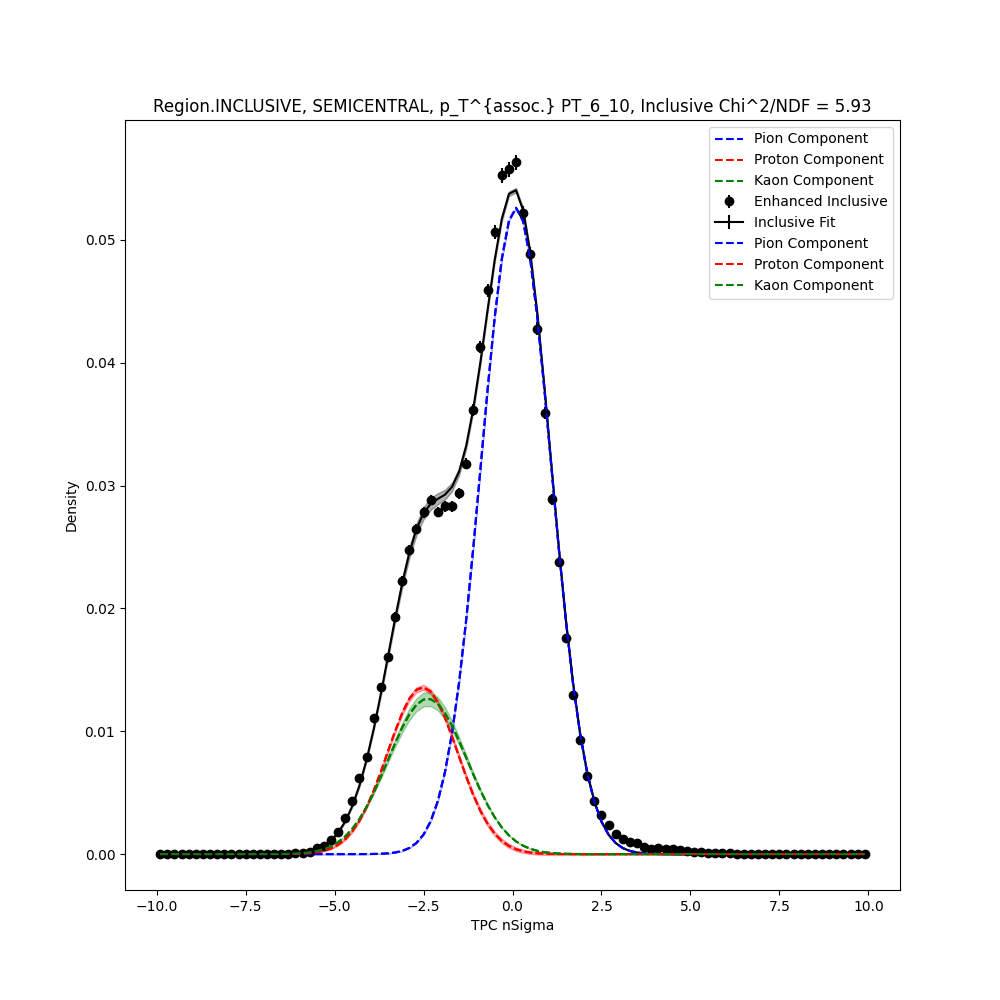 Region.INCLUSIVE, SEMICENTRAL, p_T^{assoc.} PT_6_10, Inclusive Chi^2/NDF = 5.93
Pion Component
Proton Component
Kaon Component
Enhanced Inclusive
Inclusive Fit
Pion Component
Proton Component
Kaon Component
Density
0.05
0.04
0.03
0.02
0.01
0.00
−10.0 −7.5 −5.0 −2.5 0.0 2.5 5.0 7.5 10.0
TPC nSigma